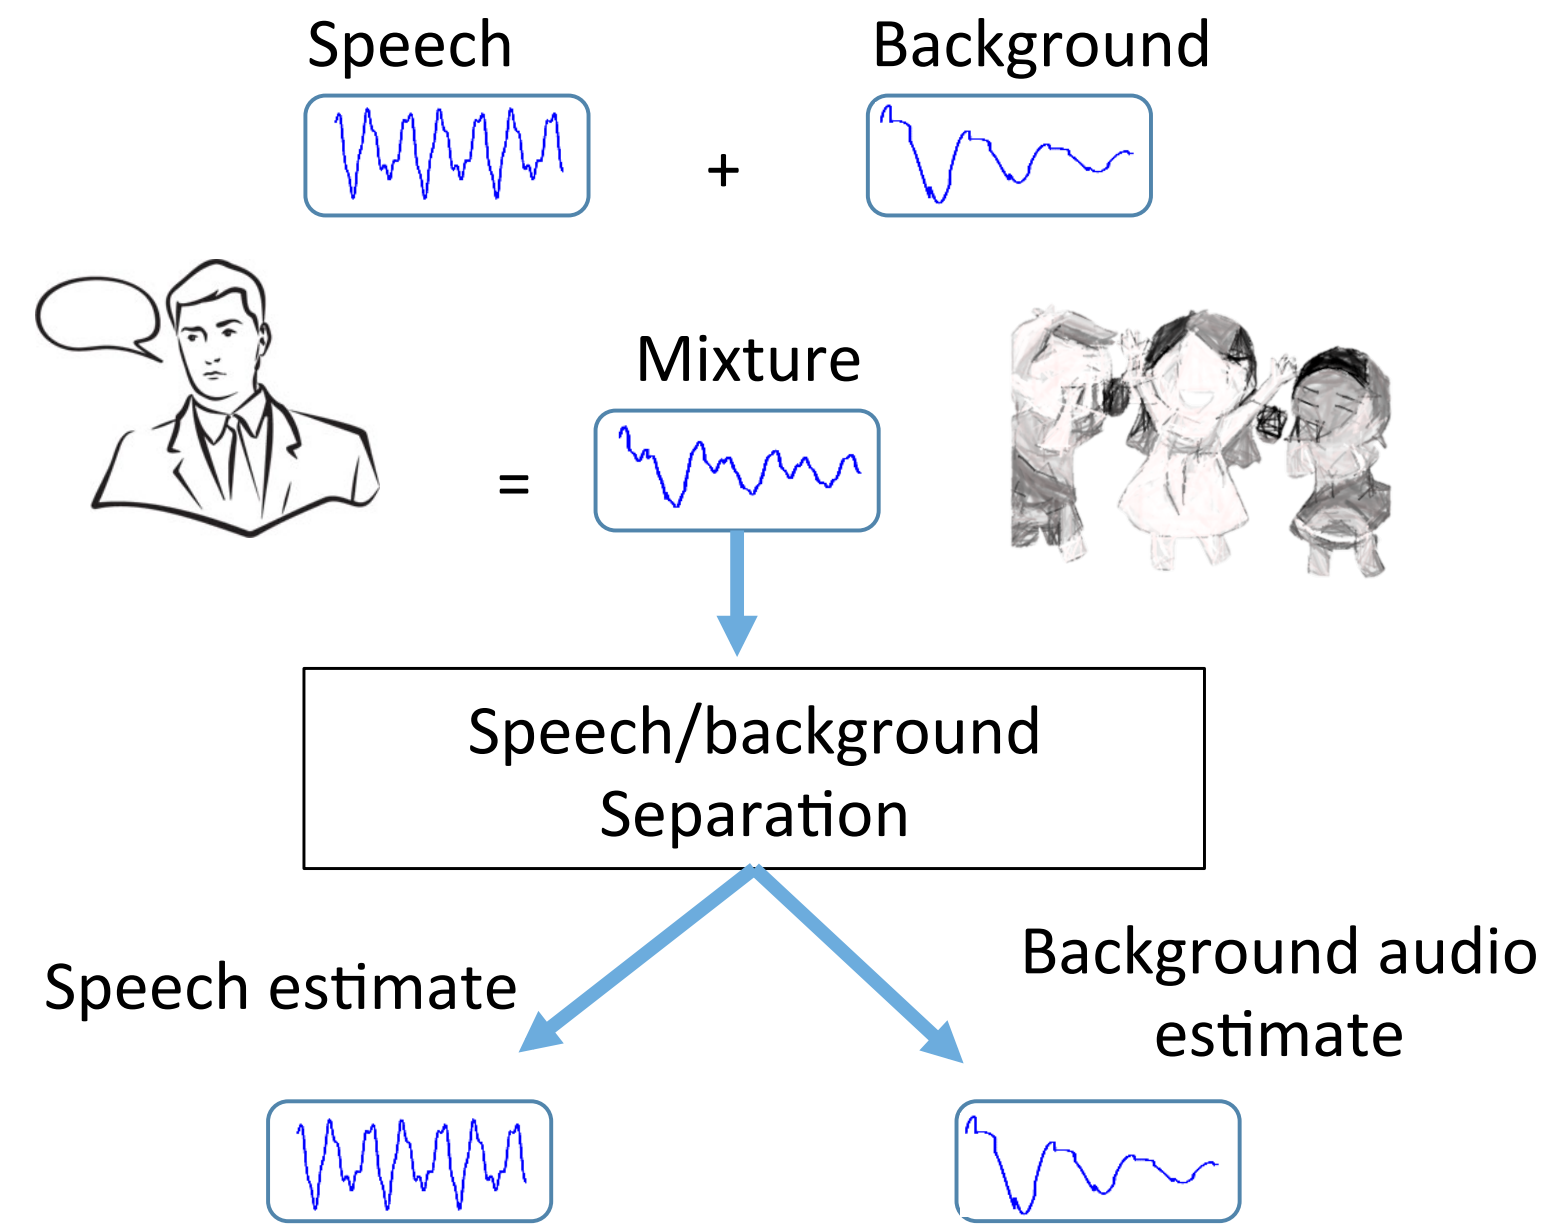 Speech
Background
+
Mixture
=
Speech/background
Separation
Speech estimate
Background audio
estimate